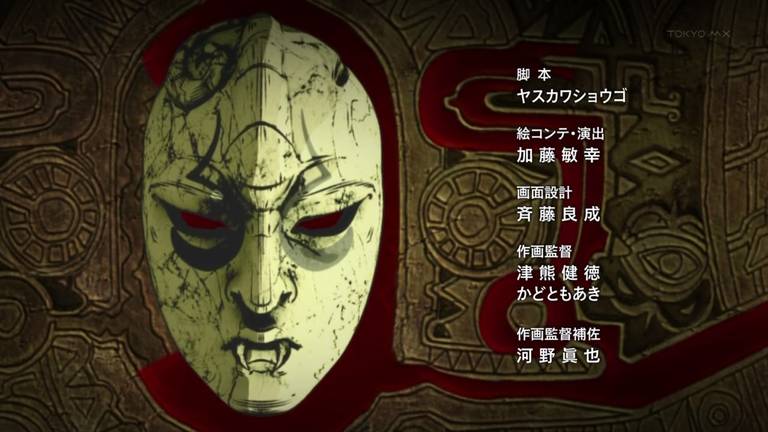 TOKYO MX
脚本
ヤスカワショウゴ
絵コンテ・演出
加藤敏幸
画面設計
斉藤良成
作画監督
津熊健徳
かどともあき
作画監督補佐
河野眞也